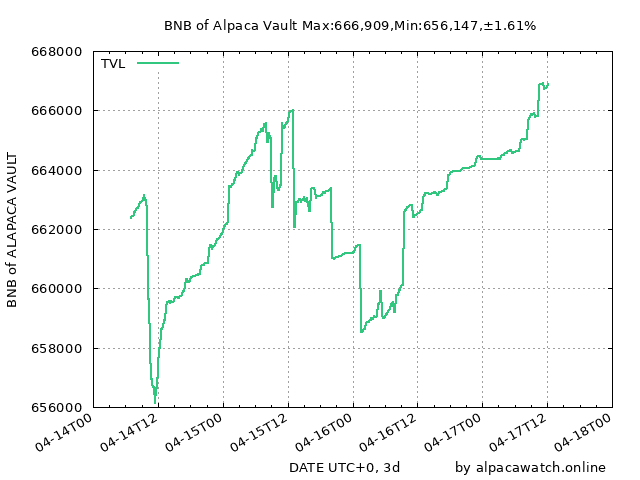 BNB of Alpaca Vault Max:666,909,Min:656,147,±1.61%
TVL
668000
666000
664000
662000
660000
658000
656000
BNB of ALAPACA VAULT
04-14T00
04-14T12
04-15T00
04-15T12
04-16T00
04-16T12
04-17T00
04-17T12
04-18T00
DATE UTC+0, 3d
by alpacawatch.online